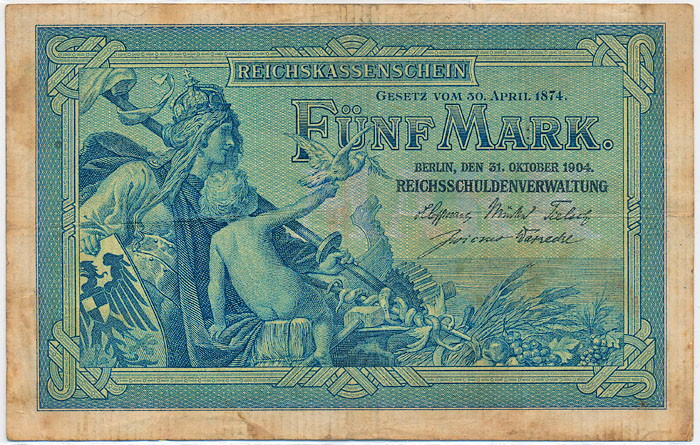 REICHSKASSENSCHEIN
GESETZ VOM 30. APRIL 1874.
FÜNF MARK.
BERLIN, DEN 31. OKTOBER 1904.
REICHSSCHULDENVERWALTUNG